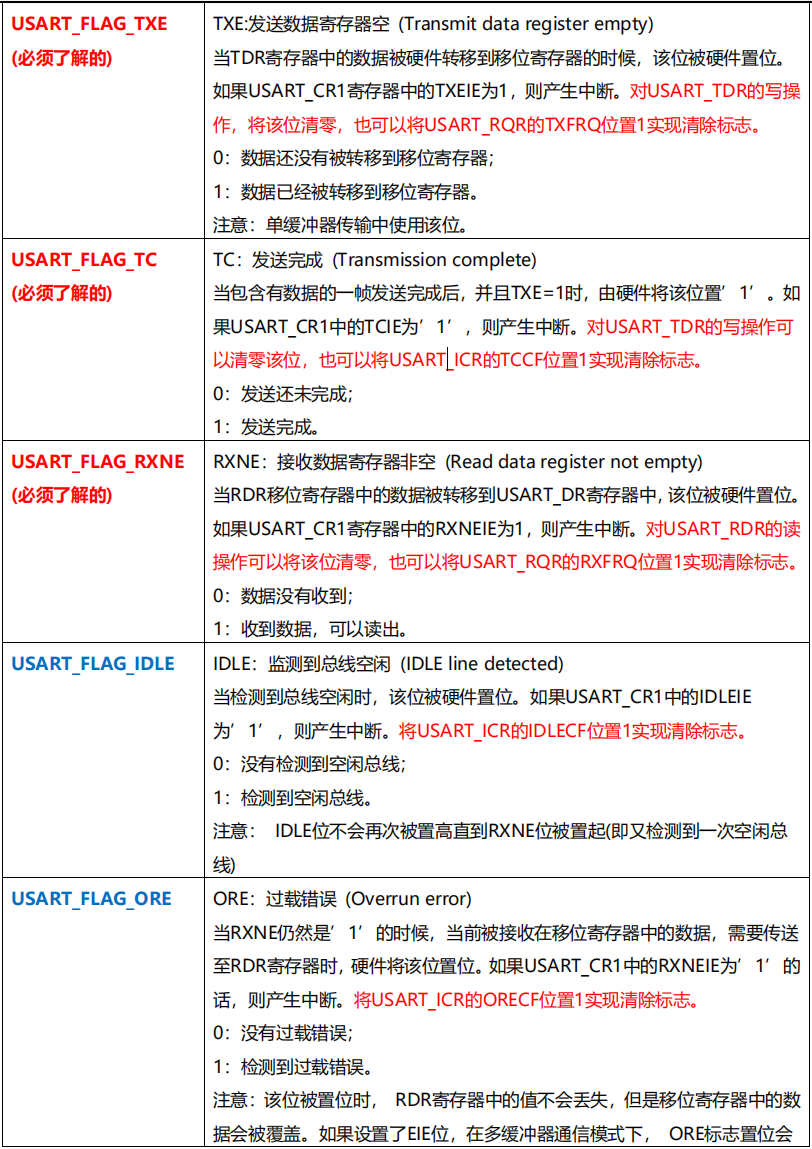 USART_FLAG_TXE
(必须了解的)
TXE:发送数据寄存器空 (Transmit data register empty)
当TDR寄存器中的数据被硬件转移到移位寄存器的时候，该位被硬件置位。
如果USART_CR1寄存器中的TXEIE为1，则产生中断。对USART_TDR的写操
作，将该位清零，也可以将USART_RQR的TXFRQ位置1实现清除标志。
0：数据还没有被转移到移位寄存器；
1：数据已经被转移到移位寄存器。
注意：单缓冲器传输中使用该位。
USART_FLAG_TC
(必须了解的)
TC：发送完成 (Transmission complete)
当包含有数据的一帧发送完成后，并且TXE=1时，由硬件将该位置’1’。如
果USART_CR1中的TCIE为’1’，则产生中断。对USART_TDR的写操作可
以清零该位，也可以将USART_ICR的TCCF位置1实现清除标志。
0：发送还未完成；
1：发送完成。
USART_FLAG_RXNE
(必须了解的)
RXNE：接收数据寄存器非空 (Read data register not empty)
当RDR移位寄存器中的数据被转移到USART_DR寄存器中，该位被硬件置位。
如果USART_CR1寄存器中的RXNEIE为1，则产生中断。对USART_RDR的读
操作可以将该位清零，也可以将USART_RQR的RXFRQ位置1实现清除标志。
0：数据没有收到；
1：收到数据，可以读出。
USART_FLAG_IDLE
IDLE：监测到总线空闲 (IDLE line detected)
当检测到总线空闲时，该位被硬件置位。如果USART_CR1中的IDLEIE
为’1’，则产生中断。将USART_ICR的IDLECF位置1实现清除标志。
0：没有检测到空闲总线；
1：检测到空闲总线。
注意： IDLE位不会再次被置高直到RXNE位被置起(即又检测到一次空闲总
线)
USART_FLAG_ORE
ORE：过载错误 (Overrun error)
当RXNE仍然是’1’的时候，当前被接收在移位寄存器中的数据，需要传送
至RDR寄存器时，硬件将该位置位。如果USART_CR1中的RXNEIE为’1’的
话，则产生中断。将USART_ICR的ORECF位置1实现清除标志。
0：没有过载错误；
1：检测到过载错误。
注意：该位被置位时， RDR寄存器中的值不会丢失，但是移位寄存器中的数
据会被覆盖。如果设置了EIE位，在多缓冲器通信模式下， ORE标志置位会